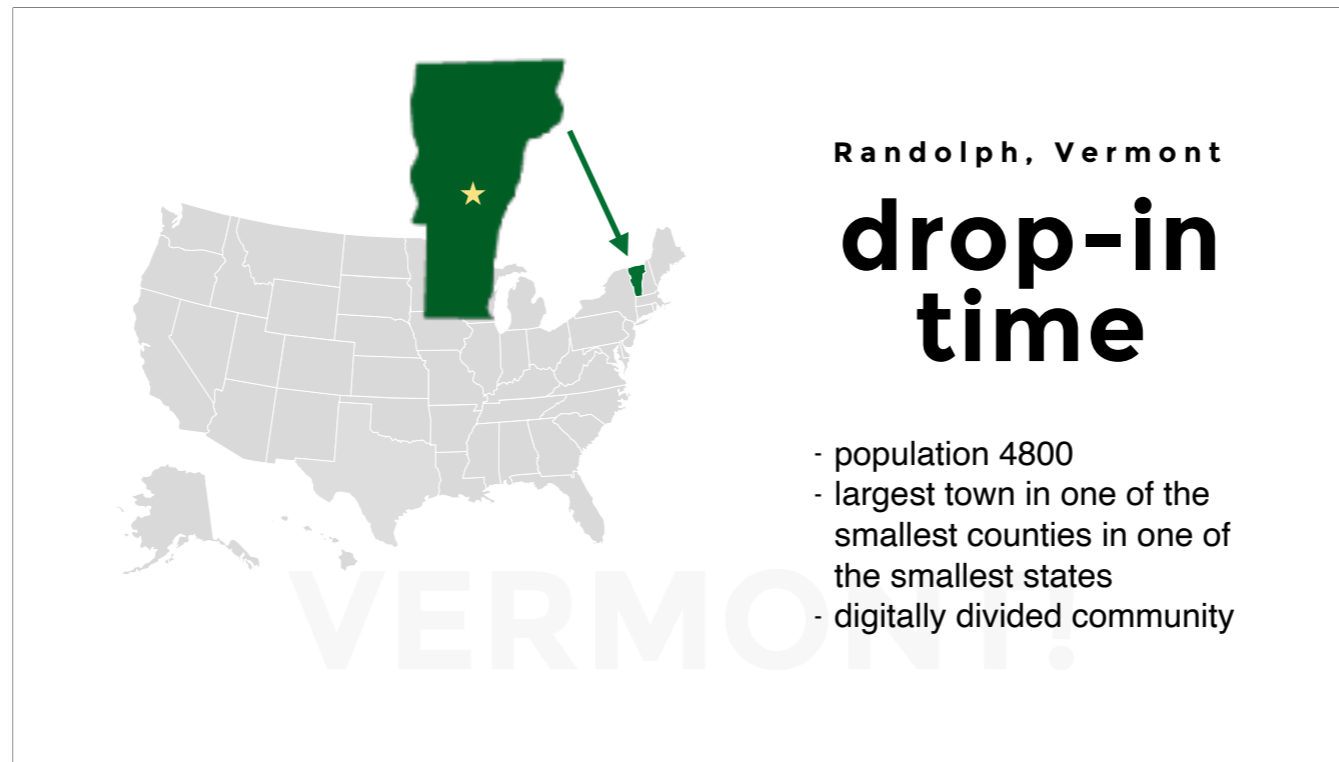 Randolph, Vermont
drop-in
time
- population 4800
- largest town in one of the
smallest counties in one of
the smallest states
- digitally divided community
VERMONT!